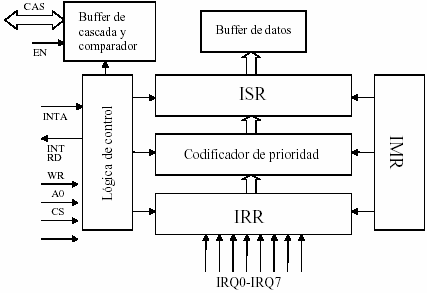 CAS
Buffer de
cascada y
comparador
Buffer de datos
EN
ISR
INTA
INT
RD
Lógica de control
Codificador de prioridad
IMR
WR
A0
CS
IRR
IRQ0-IRQ7